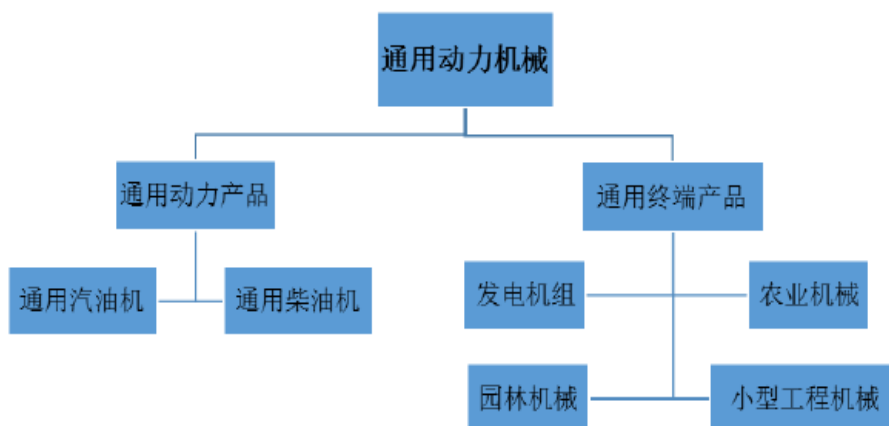 通用动力机械
通用动力产品
通用终端产品
通用汽油机
通用柴油机
发电机组
农业机械
园林机械
小型工程机械